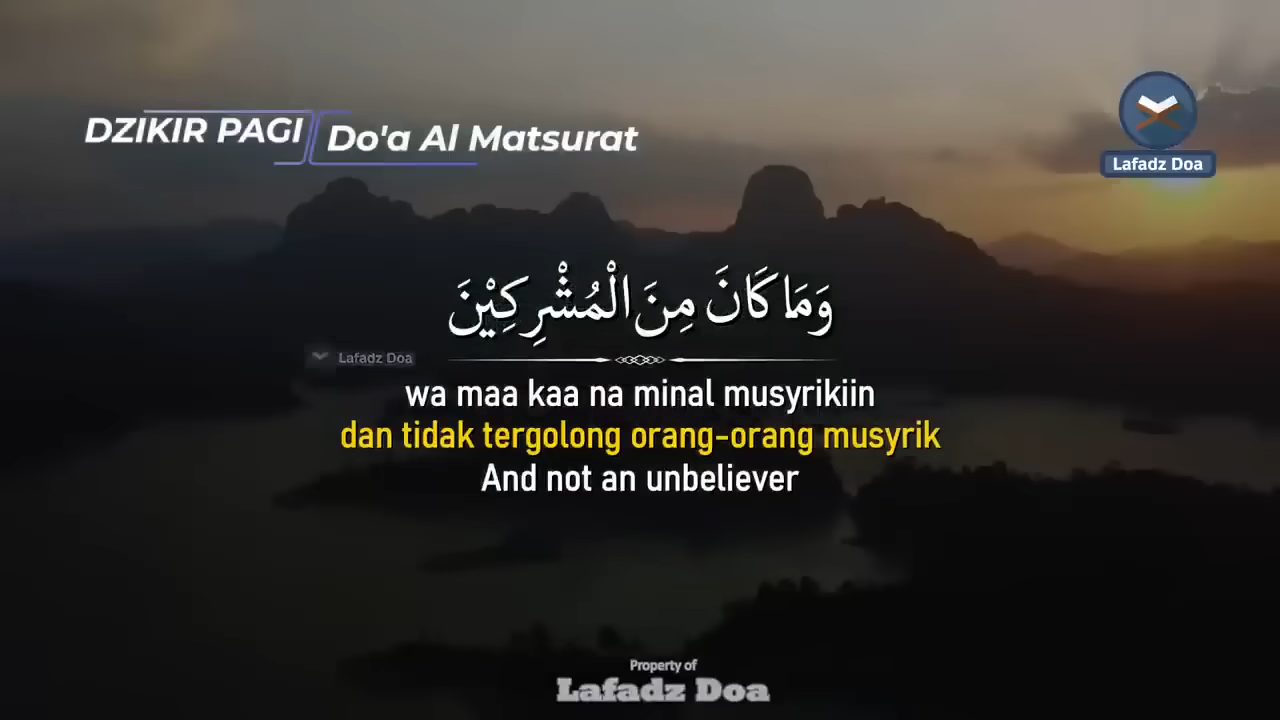 DZIKIR PAGI
Do'a Al Matsurat
Lafadz Doa
وَمَا كَانَ مِنَ الْمُشْرِكِيْنَ
Lafadz Doa
wa maa kaa na minal musyrikiin
dan tidak tergolong orang-orang musyrik
And not an unbeliever
Property of
Lafadz Doa